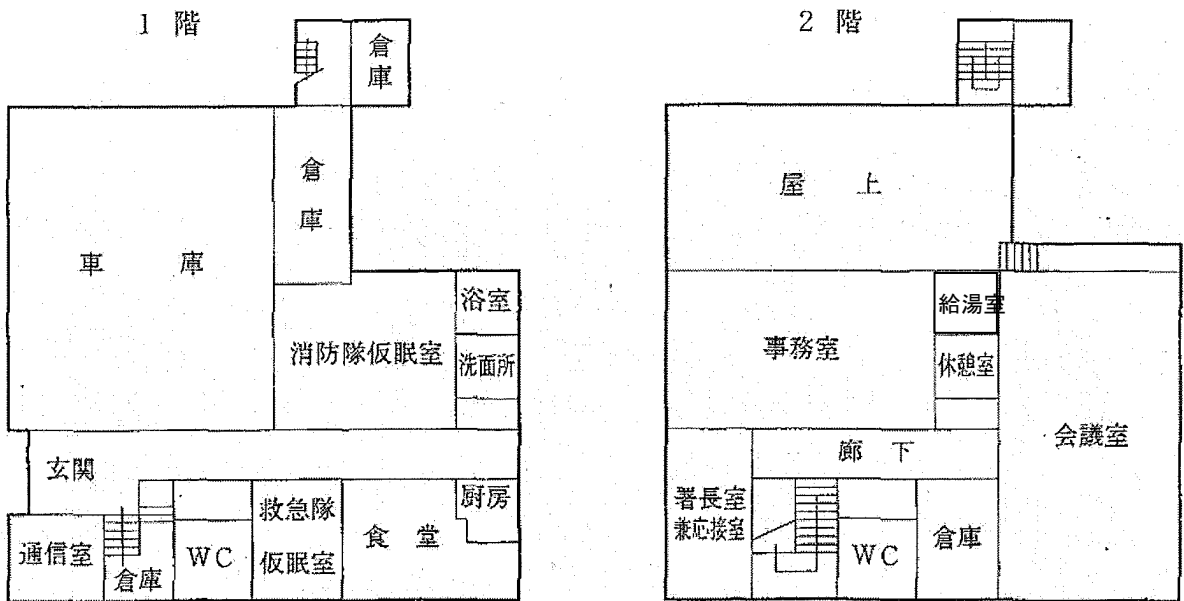 1 階
倉庫
倉庫
車 庫
浴室
消防隊仮眠室
洗面所
玄関
通信室
倉庫
WC
救急隊
仮眠室
食 堂
厨房
2 階
屋 上
給湯室
事務室
休憩室
会議室
廊 下
署長室
兼応接室
WC
倉庫